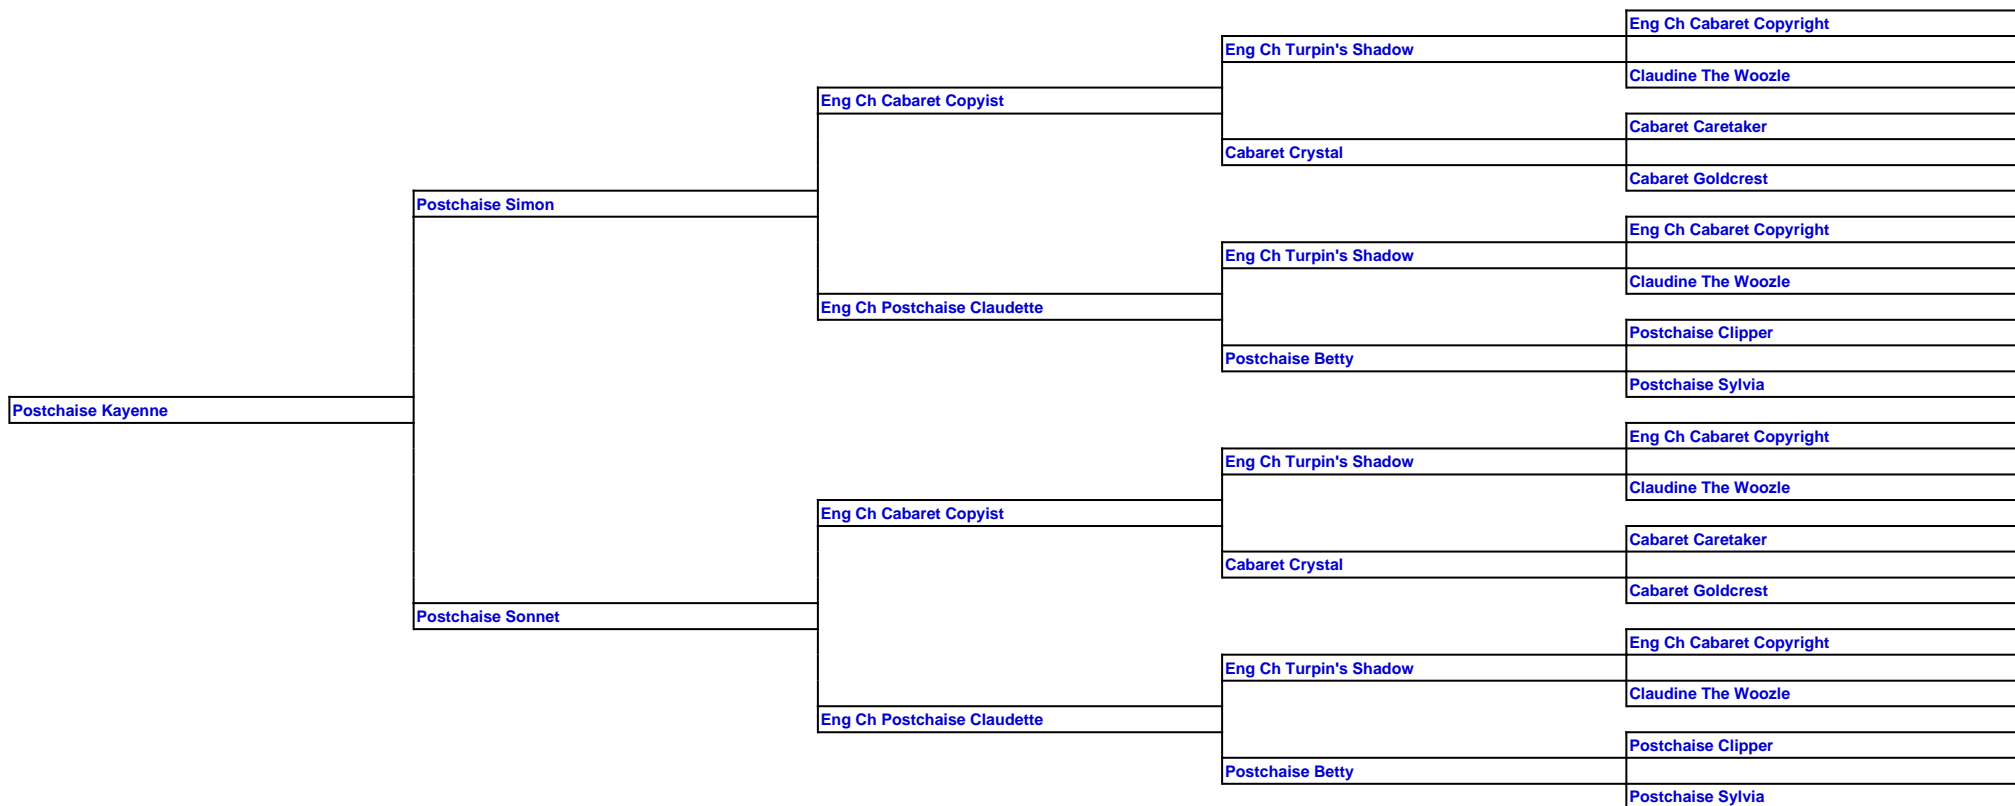 Eng Ch Cabaret Copyright
Eng Ch Turpin's Shadow
Claudine The Woozle
Eng Ch Cabaret Copyist
Cabaret Caretaker
Cabaret Crystal
Cabaret Goldcrest
Postchaise Simon
Eng Ch Cabaret Copyright
Eng Ch Turpin's Shadow
Claudine The Woozle
Eng Ch Postchaise Claudette
Postchaise Clipper
Postchaise Betty
Postchaise Sylvia
Postchaise Kayenne
Eng Ch Cabaret Copyright
Eng Ch Turpin's Shadow
Claudine The Woozle
Eng Ch Cabaret Copyist
Cabaret Caretaker
Cabaret Crystal
Cabaret Goldcrest
Postchaise Sonnet
Eng Ch Cabaret Copyright
Eng Ch Turpin's Shadow
Claudine The Woozle
Eng Ch Postchaise Claudette
Postchaise Clipper
Postchaise Betty
Postchaise Sylvia